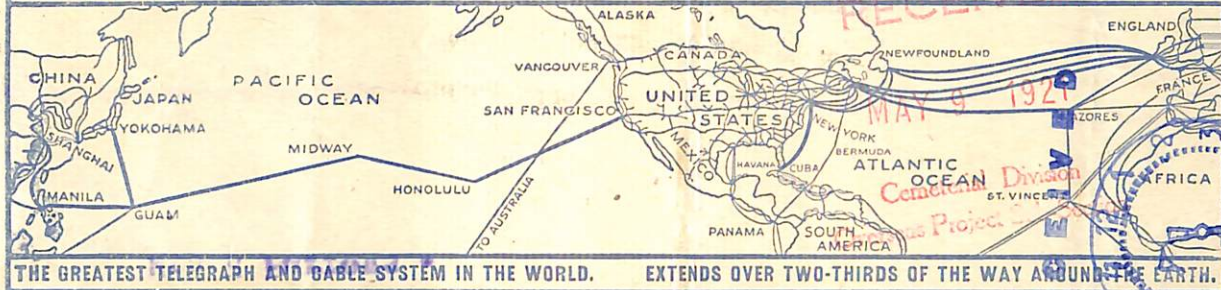 ALASKA
ENGLAND
CANADA
NEWFOUNDLAND
VANCOUVER
CHINA
PACIFIC
OCEAN
JAPAN
UNITED
STATES
FRANCE
SAN FRANCISCO
MAY 9 1921
AZORES
YOKOHAMA
SHANGHAI
NEW YORK
MEXICO
BERMUDA
MIDWAY
HAVANA
CUBA
ATLANTIC
OCEAN
HONOLULU
AFRICA
Cemeterial Division
MANILA
GUAM
ST. VINCENT
TO AUSTRALIA
PANAMA
SOUTH
AMERICA
Project
THE GREATEST TELEGRAPH AND CABLE SYSTEM IN THE WORLD. EXTENDS OVER TWO-THIRDS OF THE WAY AROUND THE EARTH.